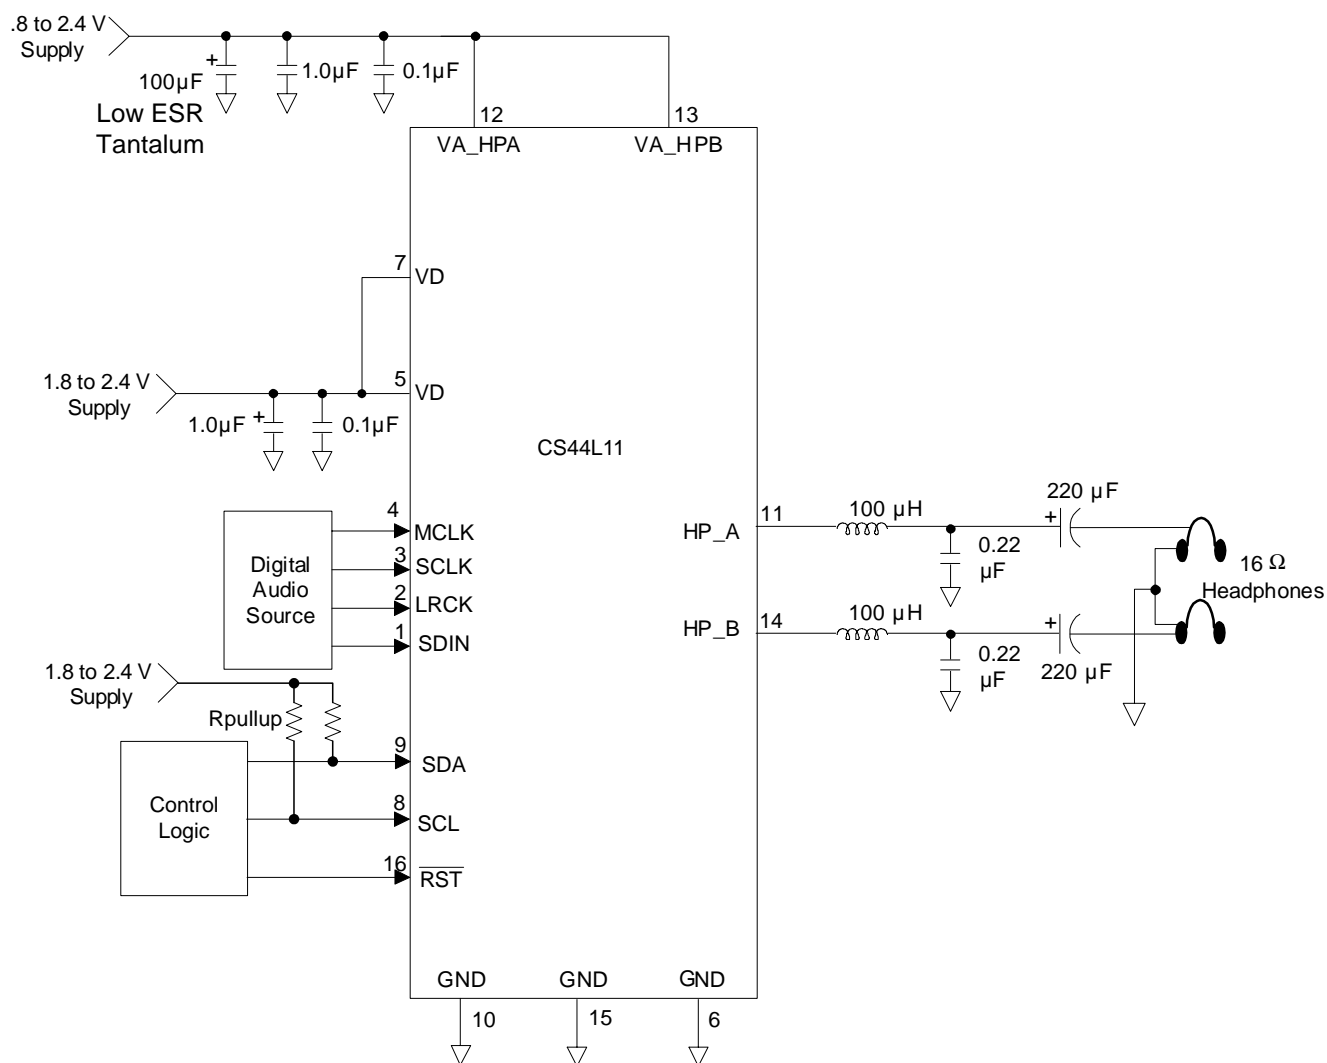 .8 to 2.4 V
Supply
+
100µF
1.0µF
0.1µF
Low ESR
Tantalum
12
13
VA_HPA
VA_HPB
7
VD
1.8 to 2.4 V
Supply
5
VD
1.0µF
+
0.1µF
CS44L11
4
MCLK
3
SCLK
2
LRCK
1
SDIN
Digital
Audio
Source
HP_A
11
100 µH
0.22
µF
220 µF
+
16 Ω
Headphones
HP_B
14
100 µH
0.22
µF
+
220 µF
1.8 to 2.4 V
Supply
Rpullup
9
SDA
Control
Logic
8
SCL
16
RST
GND
GND
GND
10
15
6